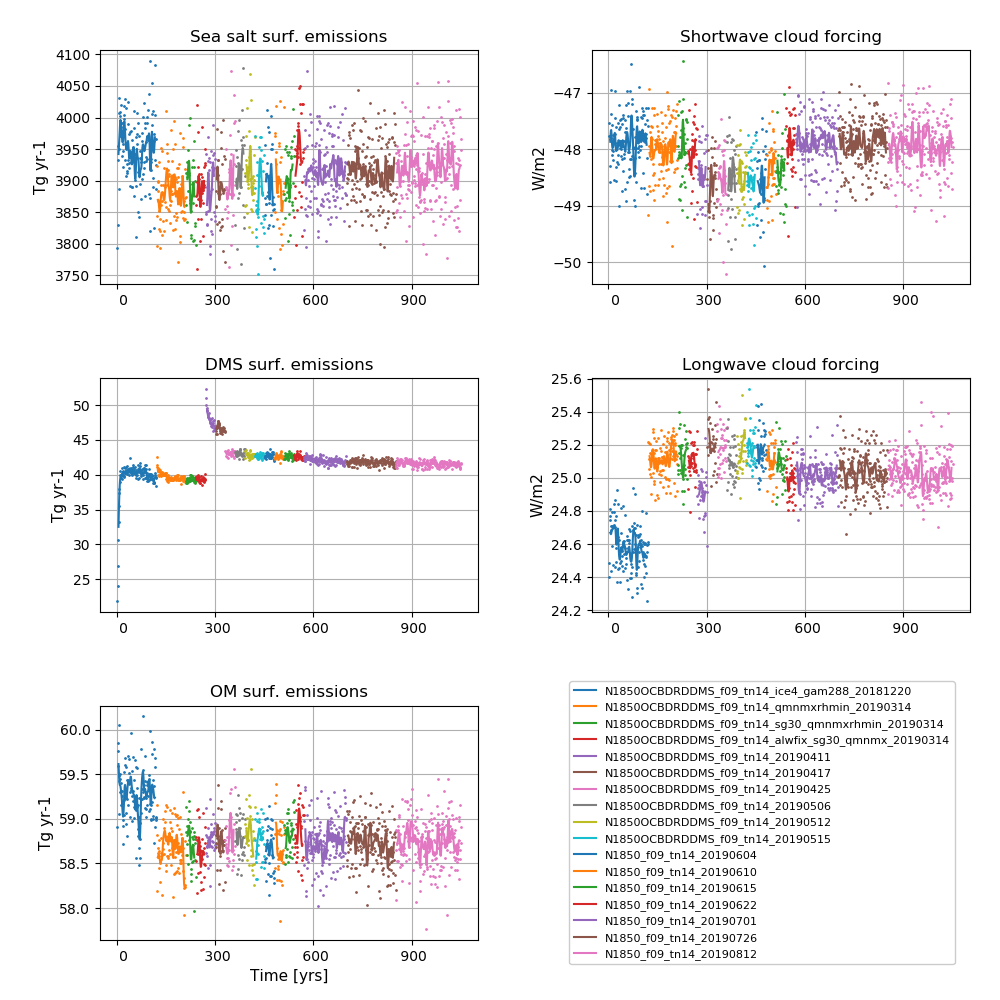 Sea salt surf. emissions
Tg yr-1
4100
4050
4000
3950
3900
3850
3800
3750
0 300 600 900
Shortwave cloud forcing
W/m2
−47
−48
−49
−50
0 300 600 900
DMS surf. emissions
Tg yr-1
50
45
40
35
30
25
0 300 600 900
Longwave cloud forcing
W/m2
25.6
25.4
25.2
25.0
24.8
24.6
24.4
24.2
0 300 600 900
OM surf. emissions
Tg yr-1
60.0
59.5
59.0
58.5
58.0
0 300 600 900
Time [yrs]
N1850OCBDRDDMS_f09_tn14_ice4_gam288_20181220
N1850OCBDRDDMS_f09_tn14_qmnmxrhmin_20190314
N1850OCBDRDDMS_f09_tn14_sg30_qmnmxrhmin_20190314
N1850OCBDRDDMS_f09_tn14_alwfix_sg30_qmnmx_20190314
N1850OCBDRDDMS_f09_tn14_20190411
N1850OCBDRDDMS_f09_tn14_20190417
N1850OCBDRDDMS_f09_tn14_20190425
N1850OCBDRDDMS_f09_tn14_20190506
N1850OCBDRDDMS_f09_tn14_20190512
N1850OCBDRDDMS_f09_tn14_20190515
N1850_f09_tn14_20190604
N1850_f09_tn14_20190610
N1850_f09_tn14_20190615
N1850_f09_tn14_20190622
N1850_f09_tn14_20190701
N1850_f09_tn14_20190726
N1850_f09_tn14_20190812